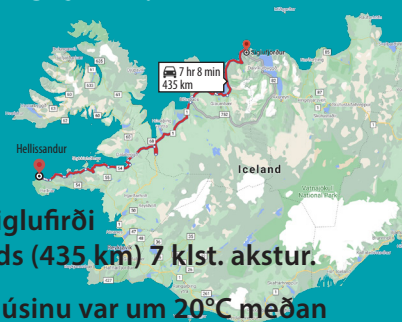 Siglufjörður
7 hr 8 min
435 km
Hellissandur
Iceland
Vatnajökull
National Park
iglufirði
ds (435 km) 7 klst. akstur.
úsinu var um 20°C meðan